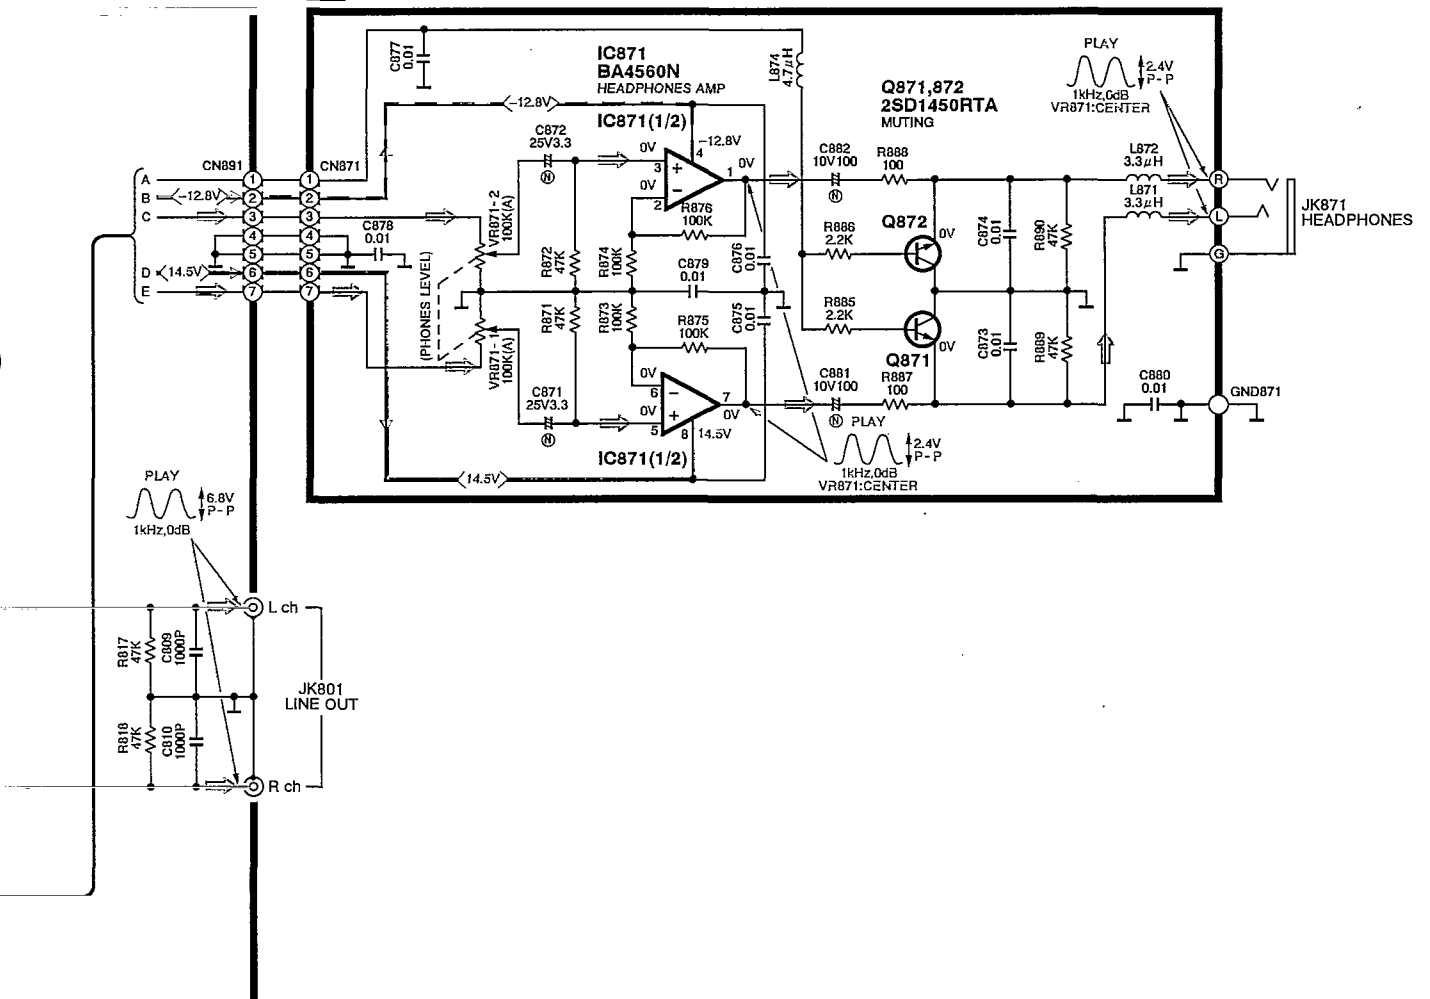 PLAY
2.4V
P-P
1kHz,0dB
VR871:CENTER
C877
0.01
IC871
BA4560N
HEADPHONES AMP
IC871(1/2)
L874
4.7μH
Q871,872
2SD1450RTA
MUTING
-12.8V
C872
25V3.3
N
0V
3
+
0V
-
2
-12.8V
4
1
0V
C882
10V100
N
R888
100
L872
3.3μH
R
L871
3.3μH
L
G
JK871
HEADPHONES
CN891
CN871
A
B
C
D
E
-12.8V
14.5V
1
2
3
4
5
6
7
1
2
3
4
5
6
7
C878
0.01
VR871-2
100K(A)
(PHONES LEVEL)
VR871-1
100K(A)
R876
100K
R872
47K
R874
100K
C879
0.01
C876
0.01
R871
47K
R873
100K
R875
100K
C875
0.01
R886
2.2K
Q872
0V
R885
2.2K
Q871
0V
C874
0.01
R890
47K
C873
0.01
R889
47K
C871
25V3.3
N
0V
6
-
0V
+
5
8
14.5V
7
0V
IC871(1/2)
14.5V
C881
10V100
N
R887
100
PLAY
2.4V
P-P
1kHz,0dB
VR871:CENTER
C880
0.01
GND871
PLAY
6.8V
P-P
1kHz,0dB
L ch
R817
47K
C809
1000P
JK801
LINE OUT
R818
47K
C810
1000P
R ch